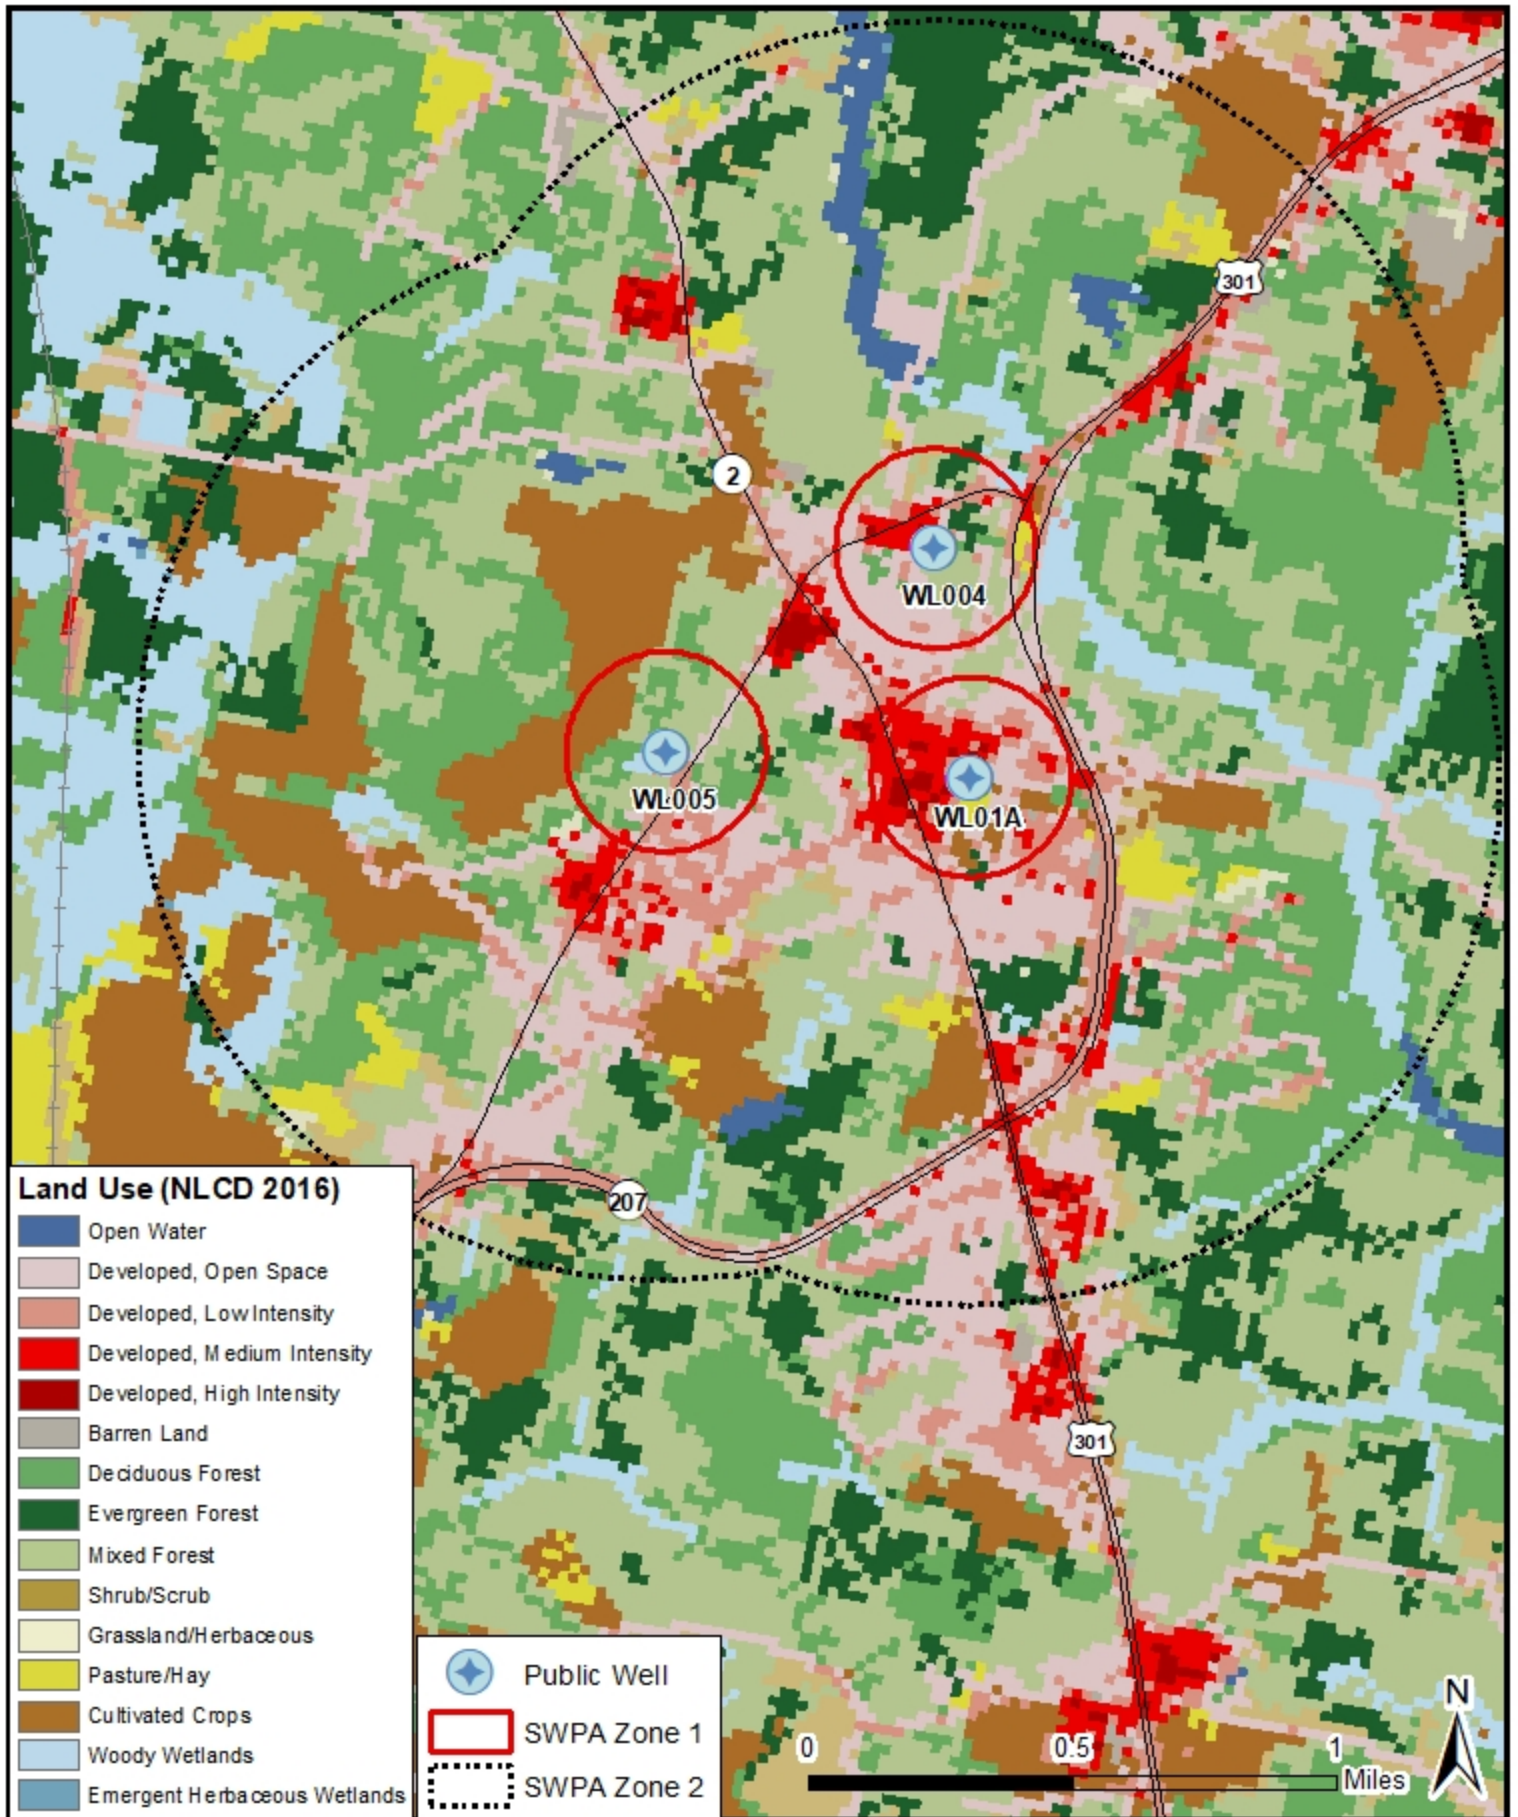 301
2
WL004
WL005
WL01A
207
301
Land Use (NLCD 2016)
Open Water
Developed, Open Space
Developed, Low Intensity
Developed, Medium Intensity
Developed, High Intensity
Barren Land
Deciduous Forest
Evergreen Forest
Mixed Forest
Shrub/Scrub
Grassland/Herbaceous
Pasture/Hay
Cultivated Crops
Woody Wetlands
Emergent Herbaceous Wetlands
Public Well
SWPA Zone 1
SWPA Zone 2
0 0.5 1
Miles
N